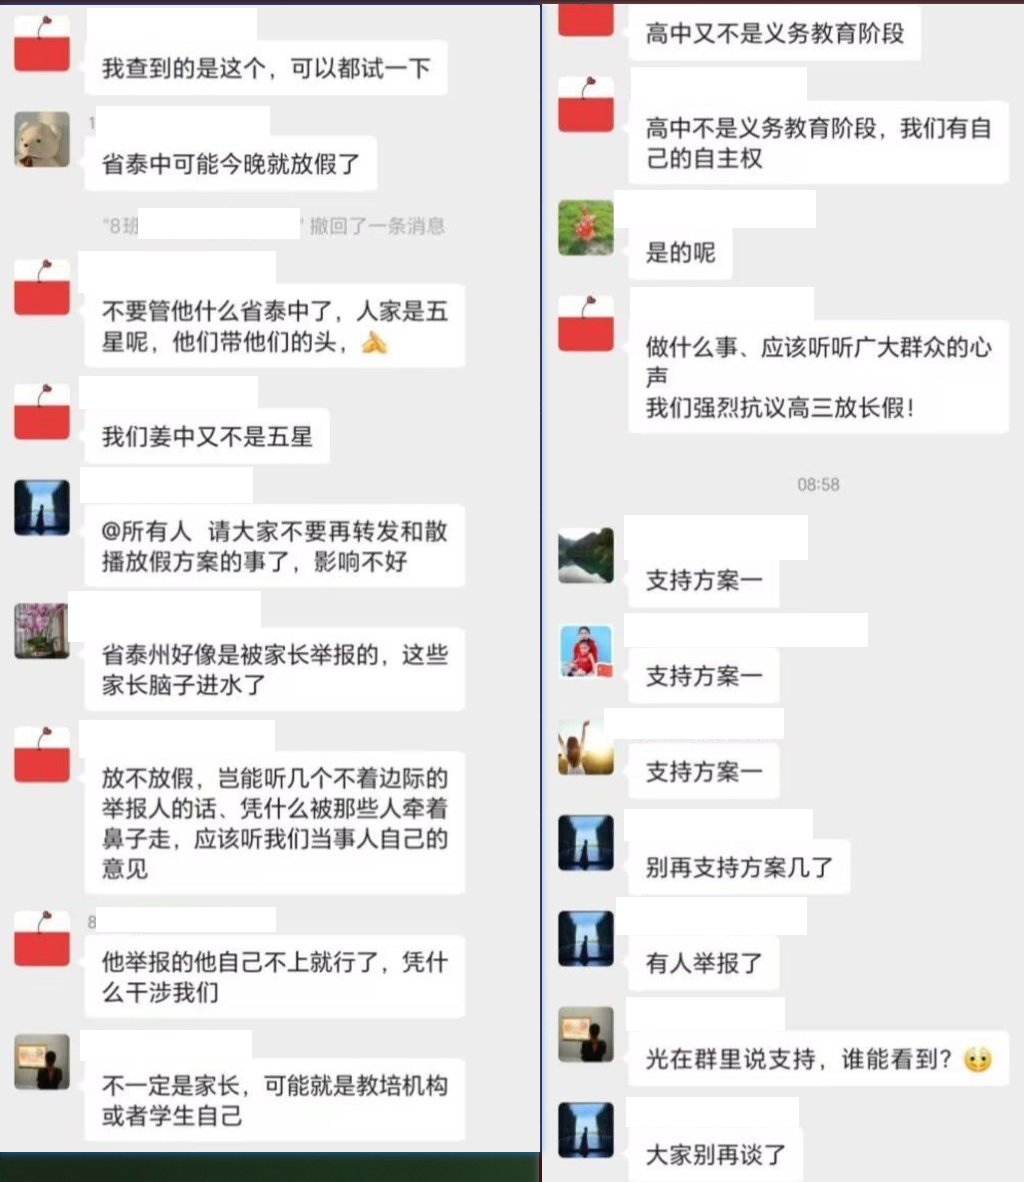 我查到的是这个，可以都试一下
1
省泰中可能今晚就放假了
“8班
”撤回了一条消息
不要管他什么省泰中了，人家是五
星呢，他们带他们的头，
我们姜中又不是五星
@所有人 请大家不要再转发和散
播放假方案的事了，影响不好
省泰州好像是被家长举报的，这些
家长脑子进水了
放不放假，岂能听几个不着边际的
举报人的话、凭什么被那些人牵着
鼻子走，应该听我们当事人自己的
意见
8
他举报的他自己不上就行了，凭什
么干涉我们
不一定是家长，可能就是教培机构
或者学生自己
高中又不是义务教育阶段
高中不是义务教育阶段，我们有自
己的自主权
是的呢
做什么事、应该听听广大群众的心
声
我们强烈抗议高三放长假！
08:58
支持方案一
支持方案一
支持方案一
别再支持方案几了
有人举报了
光在群里说支持，谁能看到？
大家别再谈了